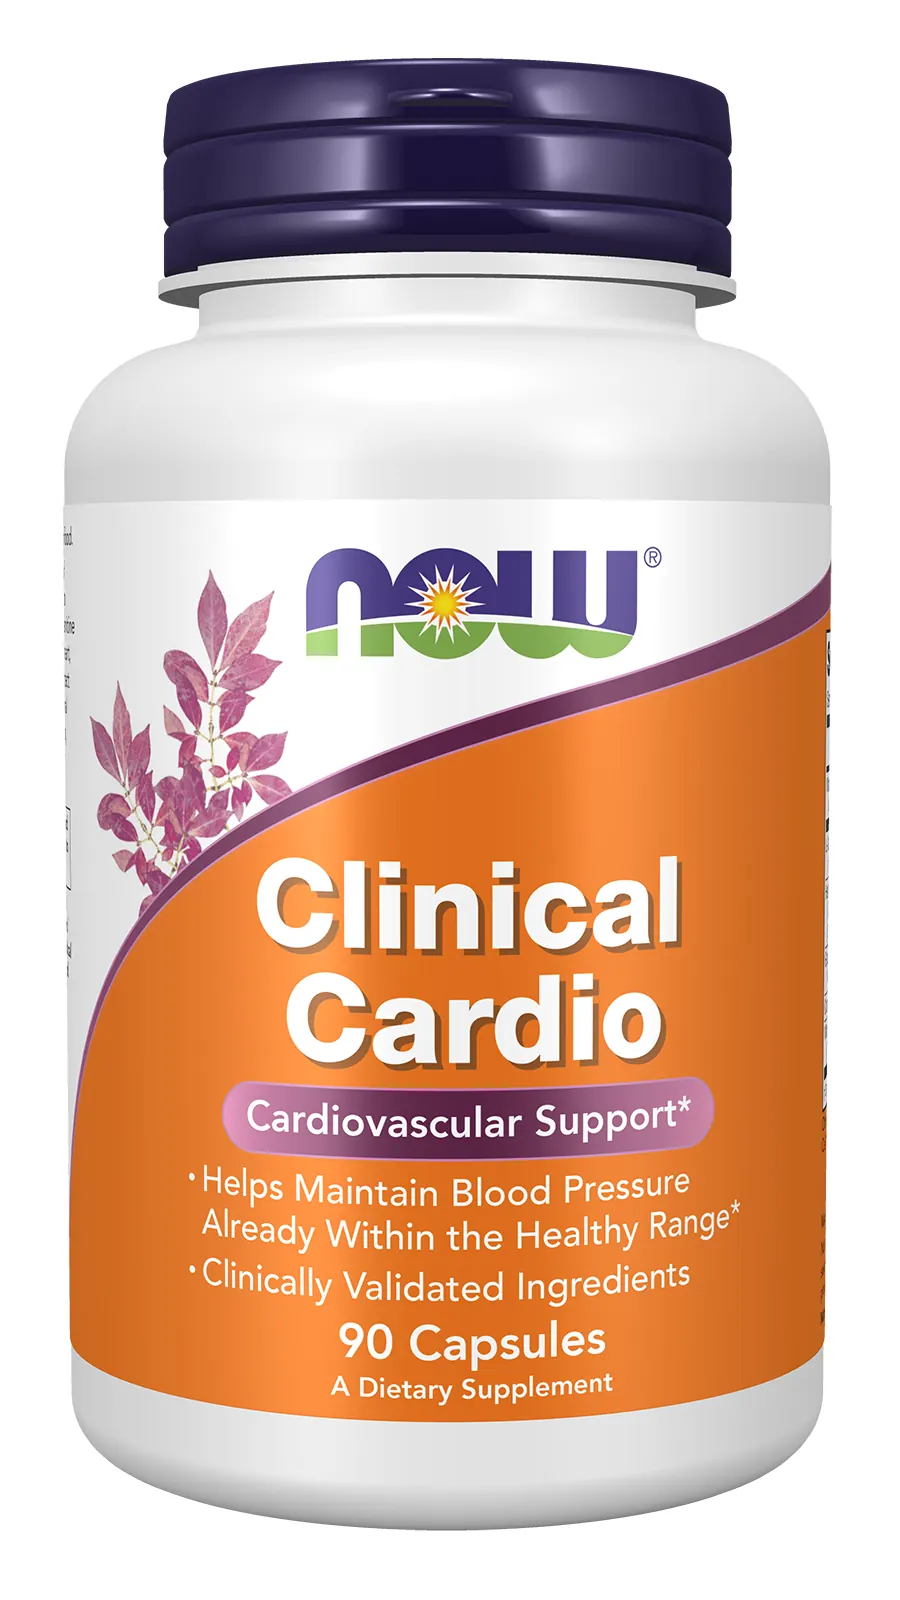 now®
Clinical
Cardio
Cardiovascular Support*
• Helps Maintain Blood Pressure
Already Within the Healthy Range*
• Clinically Validated Ingredients
90 Capsules
A Dietary Supplement